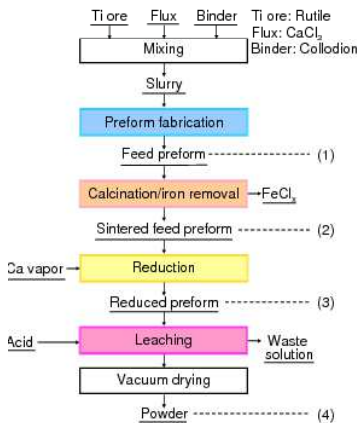 Ti ore Flux Binder
Ti ore: Rutile
Flux: CaCl₂
Binder: Collodion
Mixing
Slurry
Preform fabrication
Feed preform (1)
Calcination/iron removal FeClₓ
Sintered feed preform (2)
Ca vapor Reduction
Reduced preform (3)
Acid Leaching Waste
solution
Vacuum drying
Powder (4)